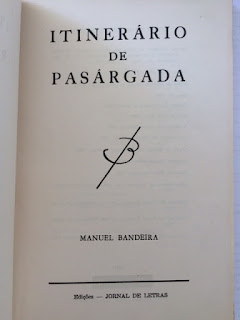 ITINERÁRIO
DE
PASÁRGADA
MANUEL BANDEIRA
Edições — JORNAL DE LETRAS